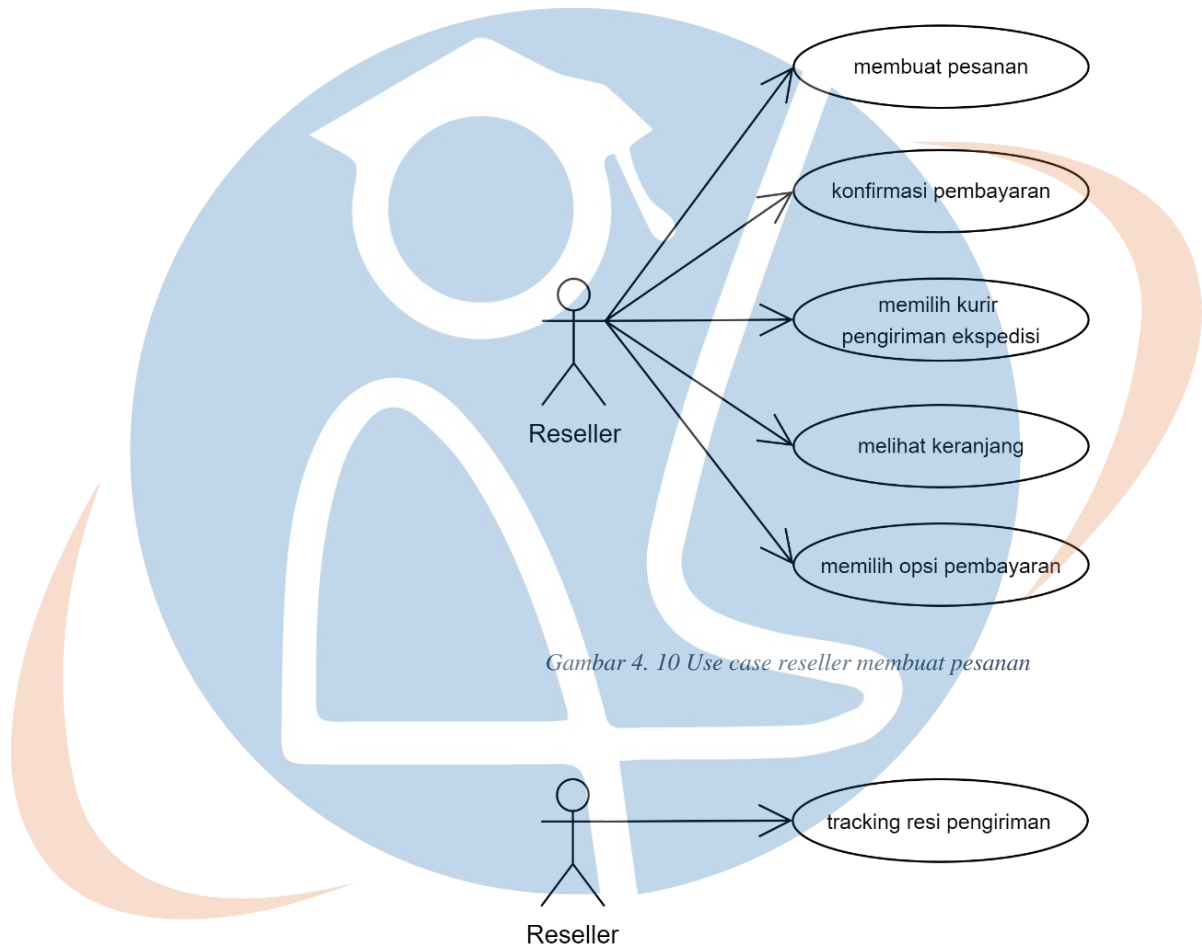 membuat pesanan
konfirmasi pembayaran
memilih kurir
pengiriman ekspedisi
Reseller
melihat keranjang
memilih opsi pembayaran
Gambar 4. 10 Use case reseller membuat pesanan
tracking resi pengiriman
Reseller